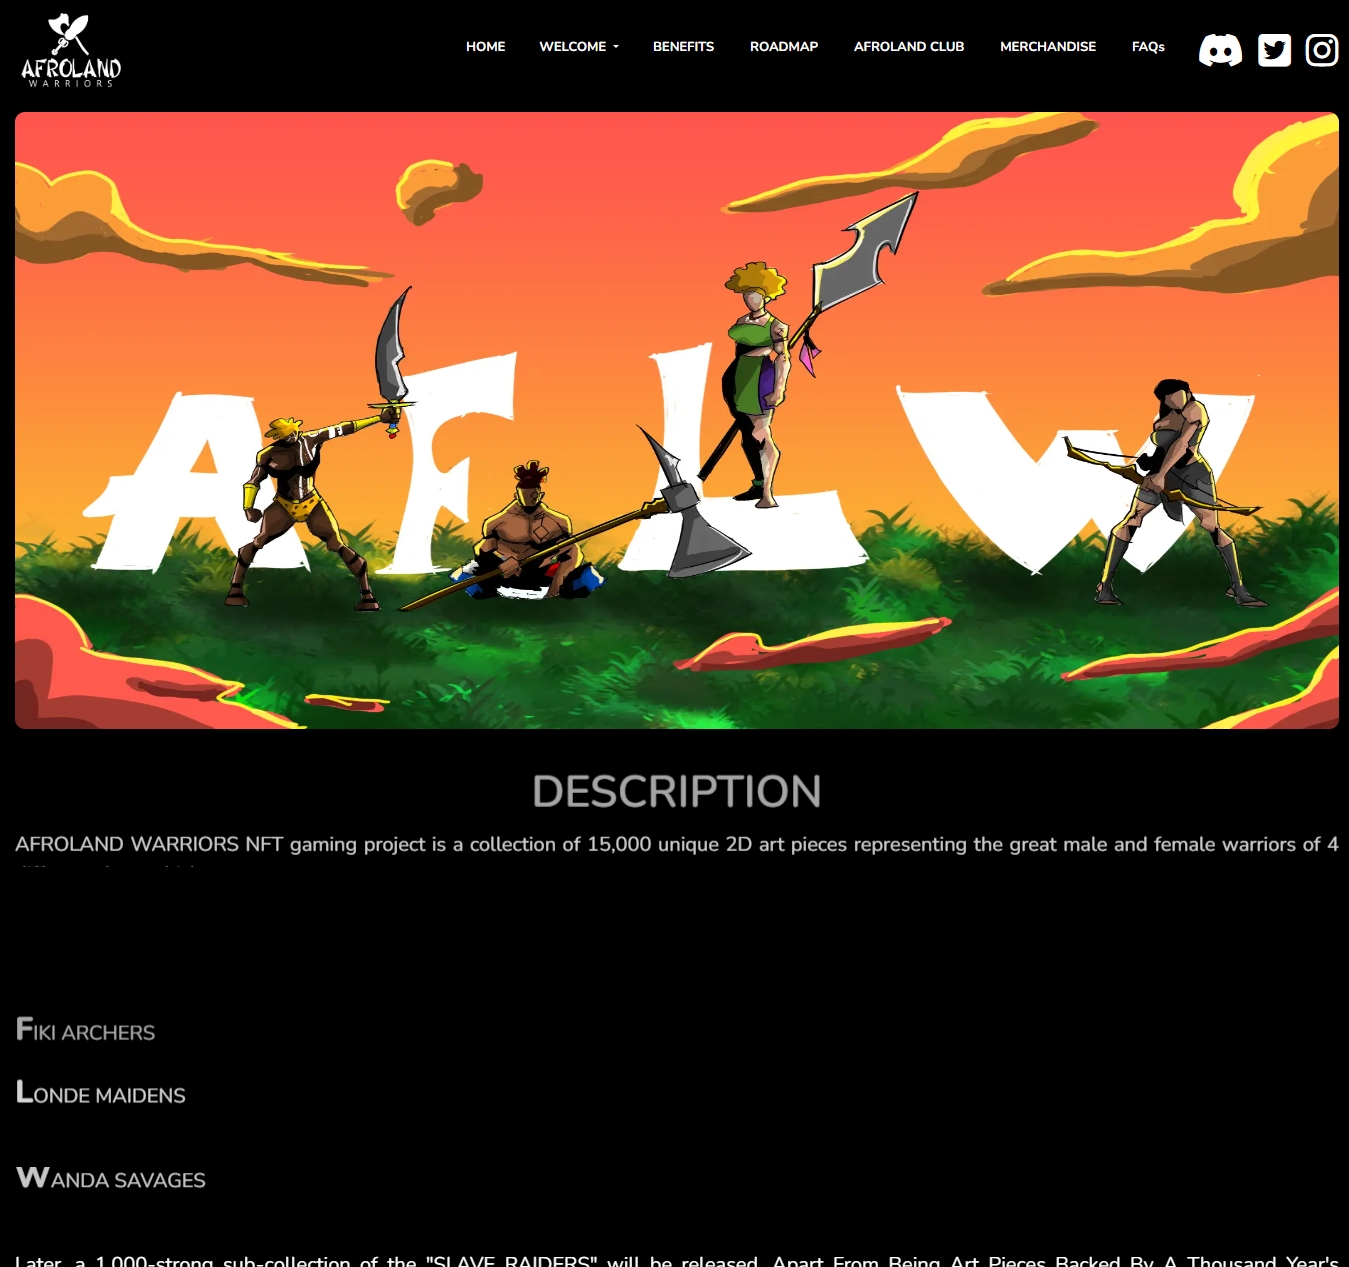 AFROLAND
WARRIORS
HOME WELCOME BENEFITS ROADMAP AFROLAND CLUB MERCHANDISE FAQs
A F L W
DESCRIPTION
AFROLAND WARRIORS NFT gaming project is a collection of 15,000 unique 2D art pieces representing the great male and female warriors of 4
FIKI ARCHERS
LONDE MAIDENS
WANDA SAVAGES
Later, a 1,000-strong sub-collection of the "SLAVE RAIDERS" will be released. Apart From Being Art Pieces Backed By A Thousand Year's